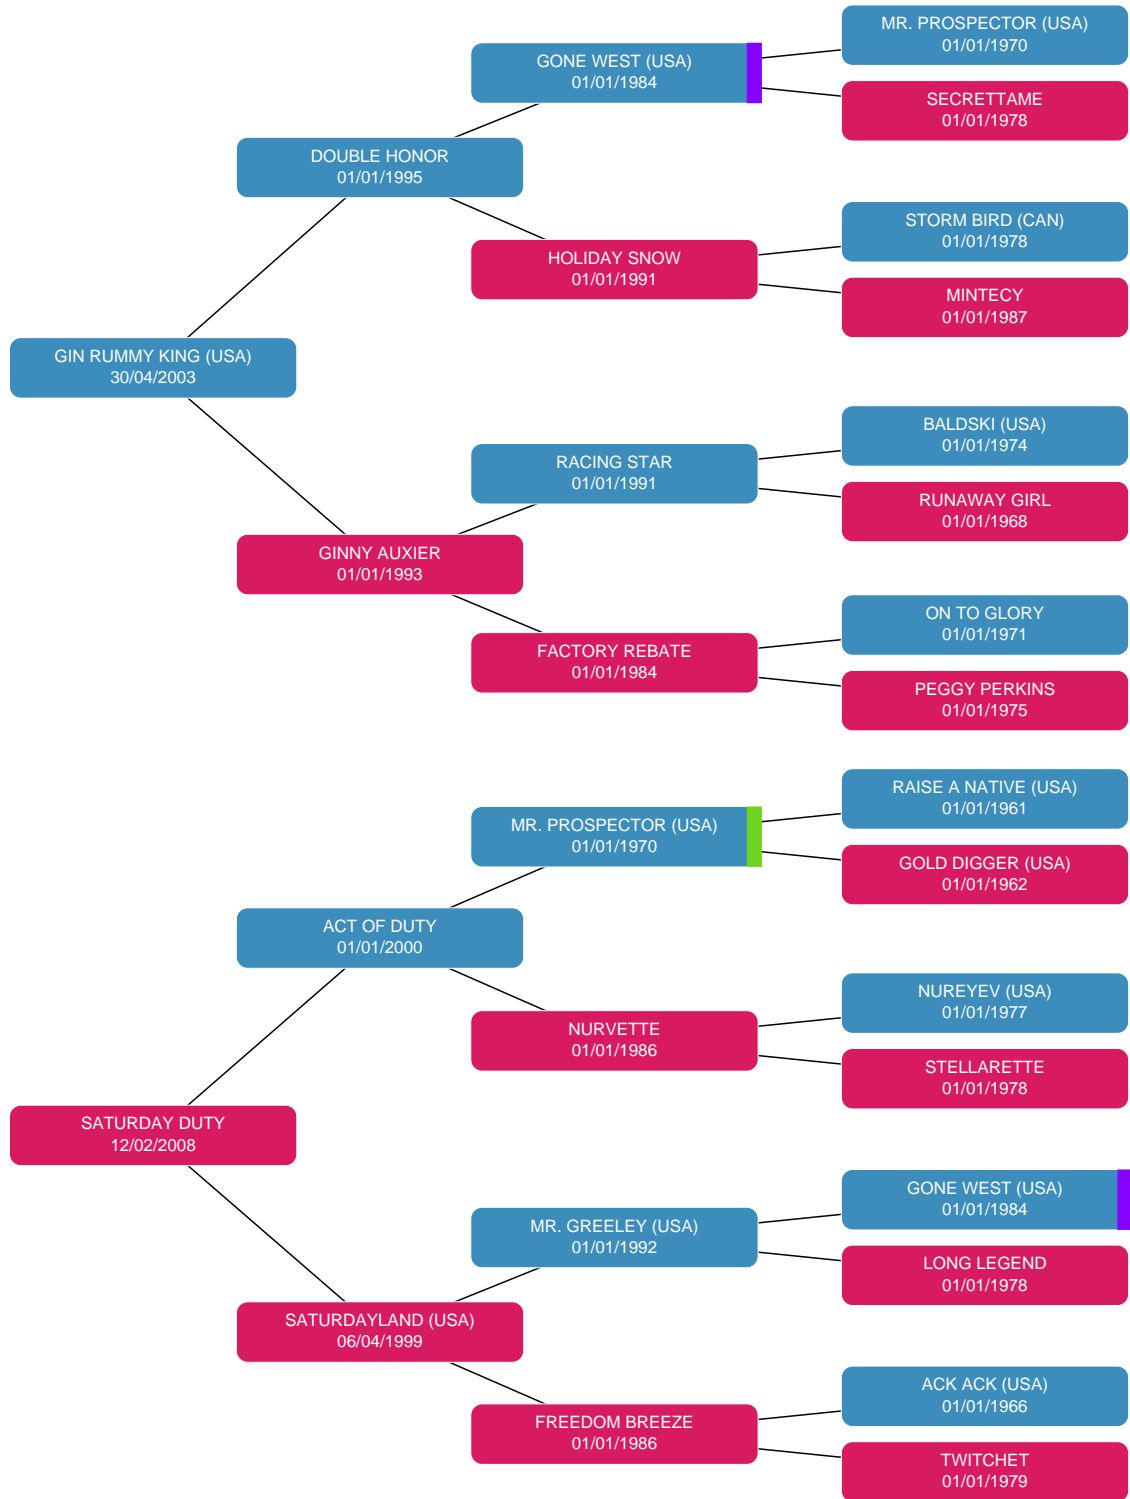 MR. PROSPECTOR (USA)
01/01/1970
GONE WEST (USA)
01/01/1984
SECRETTAME
01/01/1978
DOUBLE HONOR
01/01/1995
STORM BIRD (CAN)
01/01/1978
HOLIDAY SNOW
01/01/1991
MINTECY
01/01/1987
GIN RUMMY KING (USA)
30/04/2003
BALDSKI (USA)
01/01/1974
RACING STAR
01/01/1991
RUNAWAY GIRL
01/01/1968
GINNY AUXIER
01/01/1993
ON TO GLORY
01/01/1971
FACTORY REBATE
01/01/1984
PEGGY PERKINS
01/01/1975
RAISE A NATIVE (USA)
01/01/1961
MR. PROSPECTOR (USA)
01/01/1970
GOLD DIGGER (USA)
01/01/1962
ACT OF DUTY
01/01/2000
NUREYEV (USA)
01/01/1977
NURVETTE
01/01/1986
STELLARETTE
01/01/1978
SATURDAY DUTY
12/02/2008
GONE WEST (USA)
01/01/1984
MR. GREELEY (USA)
01/01/1992
LONG LEGEND
01/01/1978
SATURDAYLAND (USA)
06/04/1999
ACK ACK (USA)
01/01/1966
FREEDOM BREEZE
01/01/1986
TWITCHET
01/01/1979